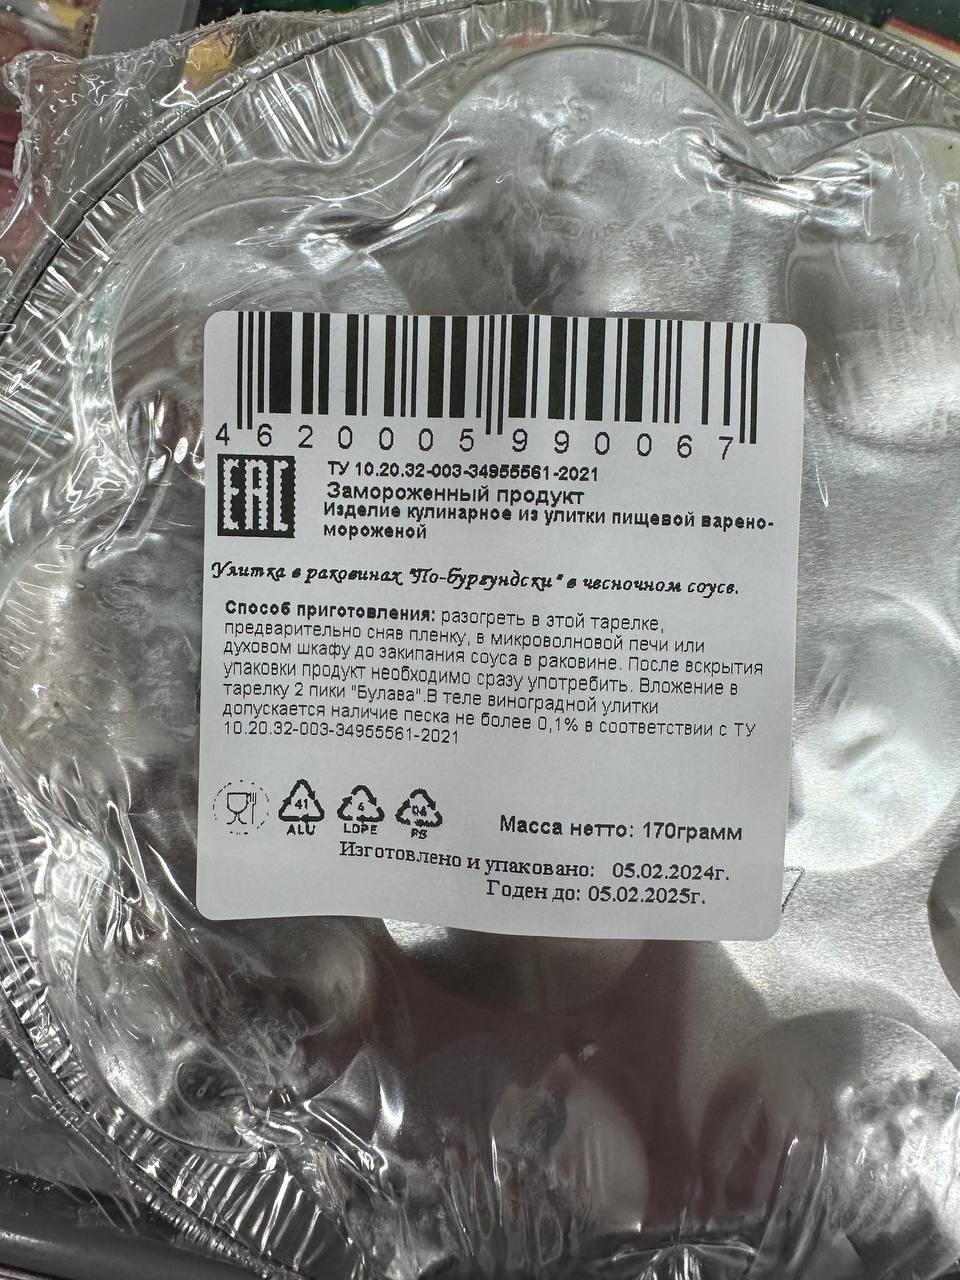 4 620005 990067
ЕАС
ТУ 10.20.32-003-34955561-2021
Замороженный продукт
Изделие кулинарное из улитки пищевой варено-
мороженой
Улитка в раковинах "По-бургундски" в чесночном соусе.
Способ приготовления: разогреть в этой тарелке,
предварительно сняв пленку, в микроволновой печи или
духовом шкафу до закипания соуса в раковине. После вскрытия
упаковки продукт необходимо сразу употребить. Вложение в
тарелку 2 пики "Булава".В теле виноградной улитки
допускается наличие песка не более 0,1% в соответствии с ТУ
10.20.32-003-34955561-2021
41 4 06
ALU LDPE PS
Масса нетто: 170грамм
Изготовлено и упаковано: 05.02.2024г.
Годен до: 05.02.2025г.